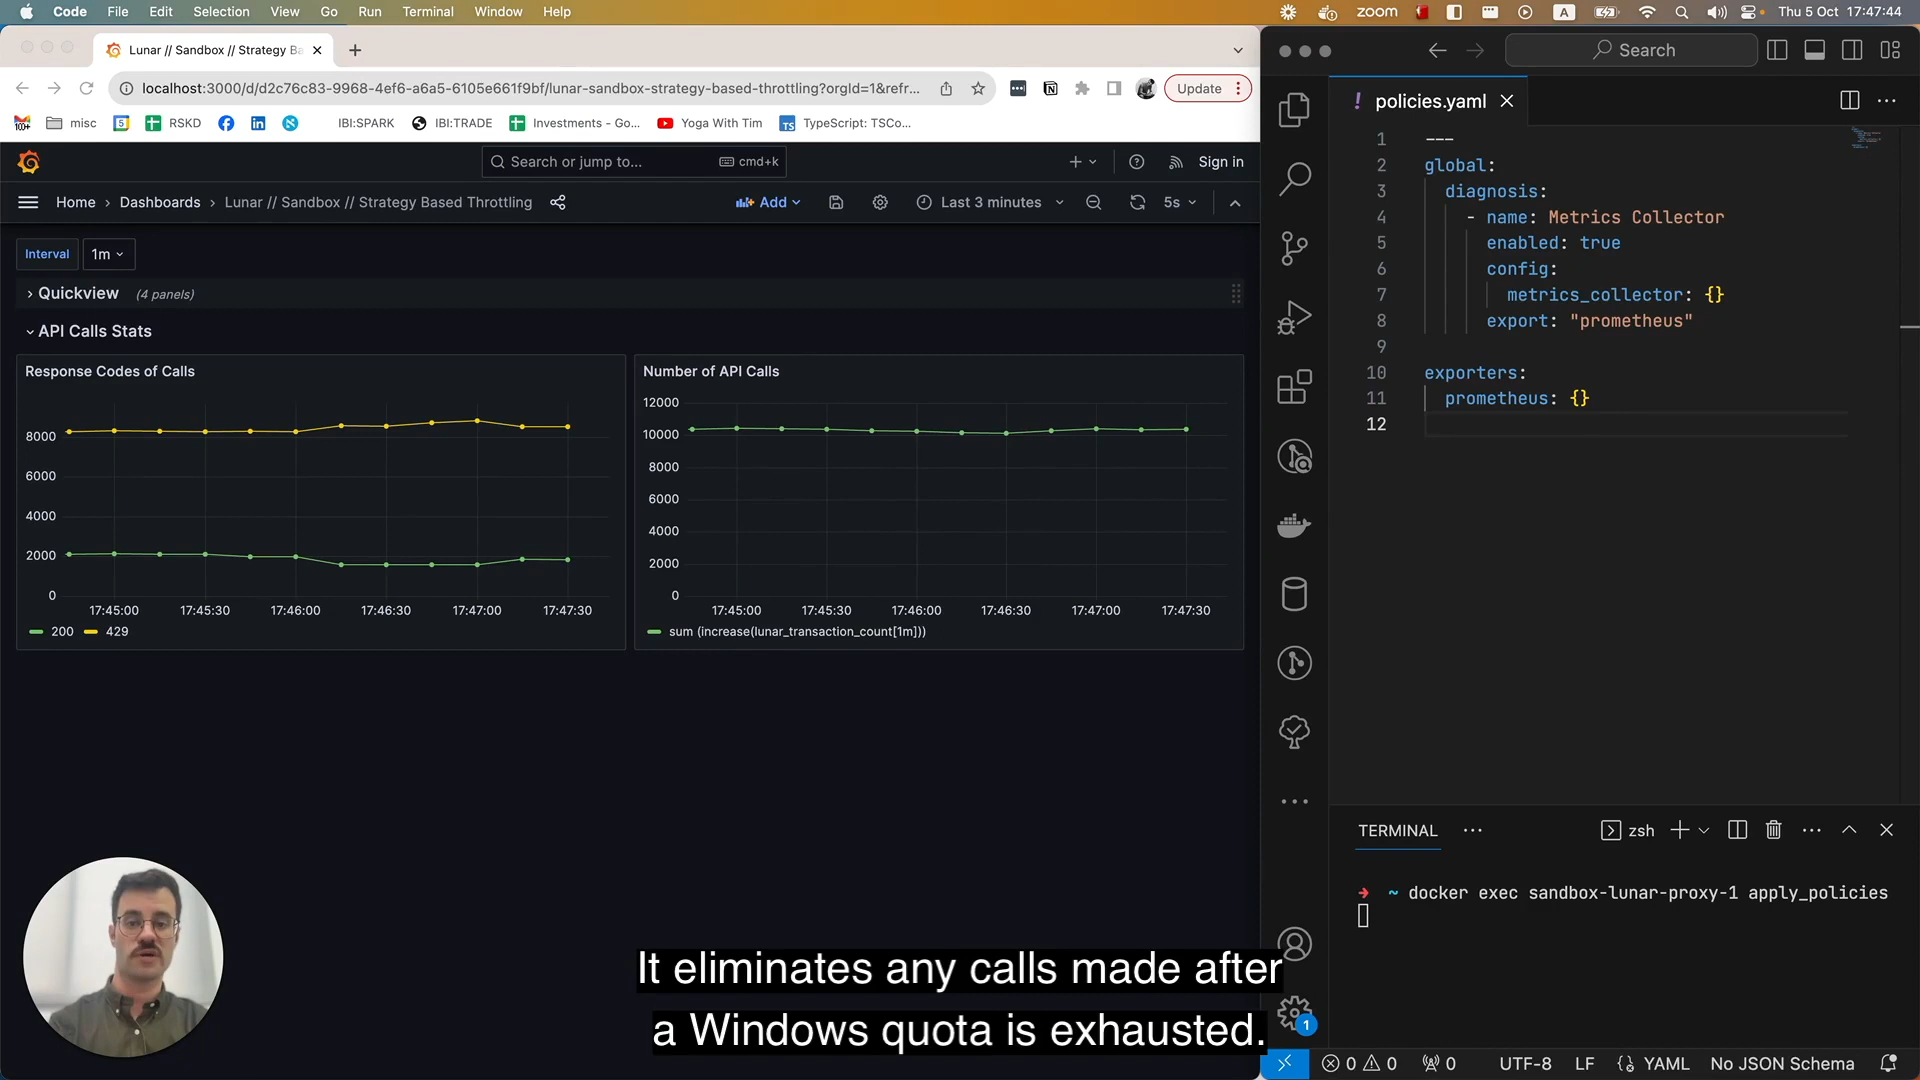 Code File Edit Selection View Go Run Terminal Window Help
zoom A Thu 5 Oct 17:47:44
Lunar // Sandbox // Strategy Ba
localhost:3000/d/d2c76c83-9968-4ef6-a6a5-6105e661f9bf/lunar-sandbox-strategy-based-throttling?orgId=1&refr...
Update
100+ misc 5 RSKD IBI:SPARK IBI:TRADE Investments - Go... Yoga With Tim TS TypeScript: TSCo...
Search or jump to... cmd+k
Sign in
Home › Dashboards › Lunar // Sandbox // Strategy Based Throttling
Add Last 3 minutes 5s
Interval 1m
Quickview (4 panels)
API Calls Stats
Response Codes of Calls
8000
6000
4000
2000
0
17:45:00 17:45:30 17:46:00 17:46:30 17:47:00 17:47:30
200 429
Number of API Calls
12000
10000
8000
6000
4000
2000
0
17:45:00 17:45:30 17:46:00 17:46:30 17:47:00 17:47:30
sum (increase(lunar_transaction_count[1m]))
Search
! policies.yaml
1 ---
2 global:
3 diagnosis:
4 - name: Metrics Collector
5 enabled: true
6 config:
7 metrics_collector: {}
8 export: "prometheus"
9
10 exporters:
11 prometheus: {}
12
TERMINAL
zsh
~ docker exec sandbox-lunar-proxy-1 apply_policies
It eliminates any calls made after
a Windows quota is exhausted.
1
0 0 0 UTF-8 LF YAML No JSON Schema